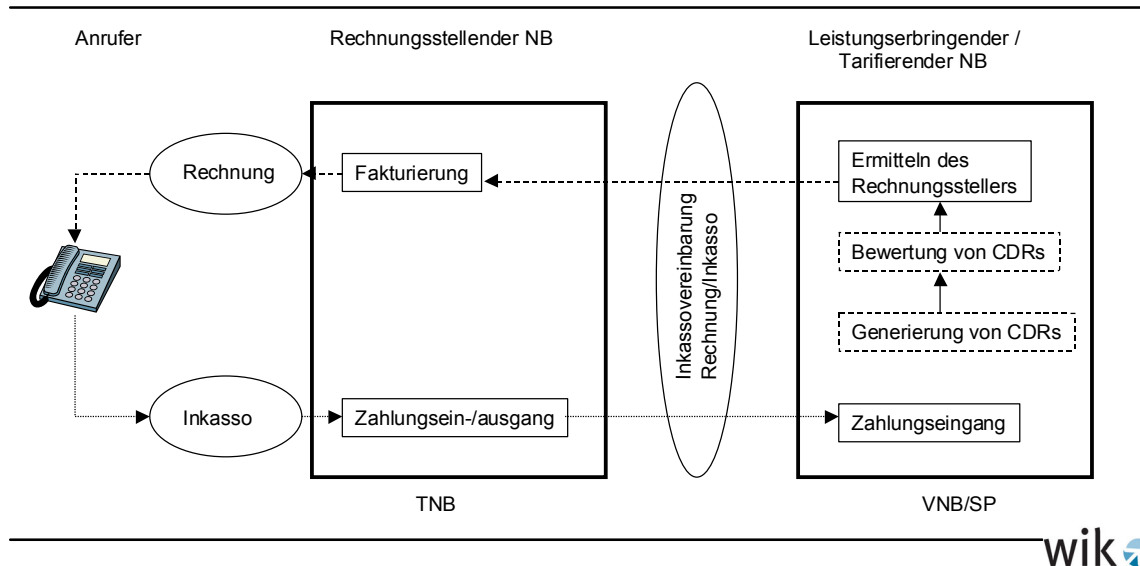 Anrufer
Rechnungsstellender NB
Leistungserbringender /
Tarifierender NB
Rechnung
Fakturierung
Ermitteln des
Rechnungsstellers
Bewertung von CDRs
Generierung von CDRs
Inkassovereinbarung
Rechnung/Inkasso
Inkasso
Zahlungsein-/ausgang
Zahlungseingang
TNB
VNB/SP
wik